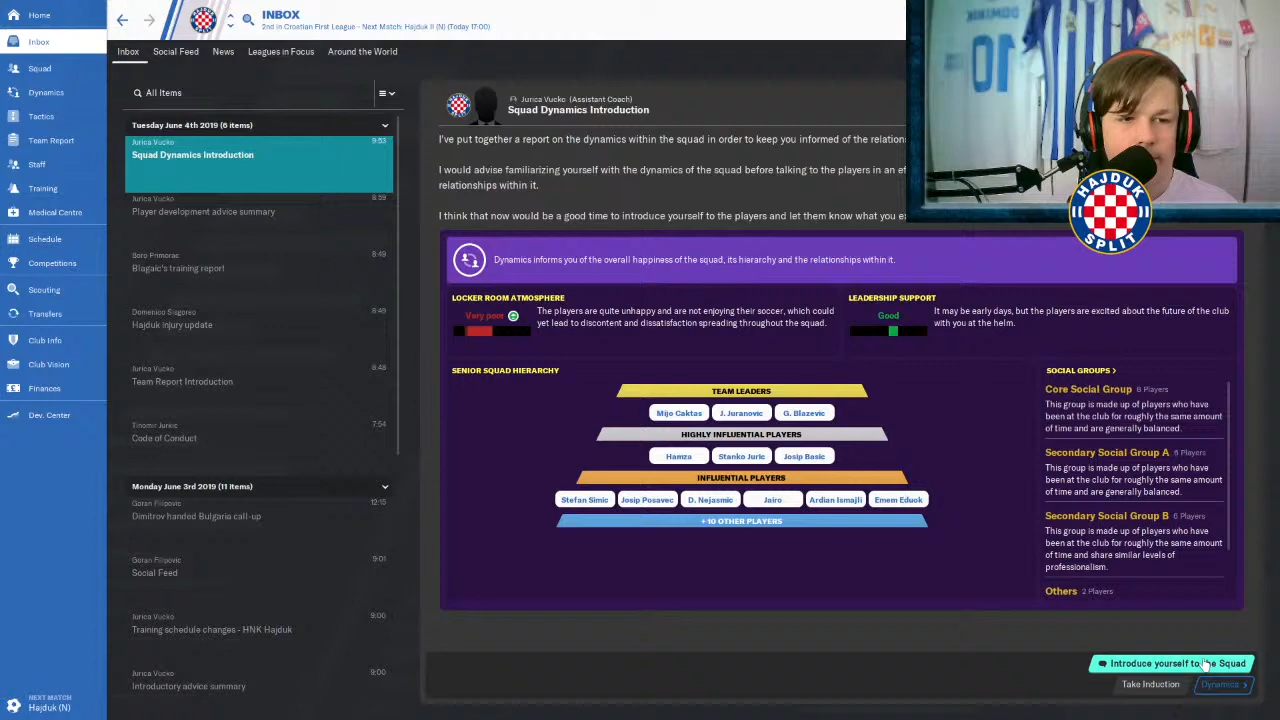 Home
Inbox
Squad
Dynamics
Tactics
Team Report
Staff
Training
Medical Centre
Schedule
Competitions
Scouting
Transfers
Club Info
Club Vision
Finances
Dev. Center
NEXT MATCH
Hajduk (N)
INBOX
2nd in Croatian First League - Next Match: Hajduk II (N) (Today 17:00)
Inbox Social Feed News Leagues in Focus Around the World
All Items
Tuesday June 4th 2019 (6 items)
Jurica Vucko 9:53
Squad Dynamics Introduction
Jurica Vucko 8:59
Player development advice summary
Boro Primorac 8:49
Blagaic's training report
Domenico Sisgoreo 8:49
Hajduk injury update
Jurica Vucko 8:48
Team Report Introduction
Tinomir Jurkic 7:54
Code of Conduct
Monday June 3rd 2019 (11 items)
Goran Filipovic 12:15
Dimitrov handed Bulgaria call-up
Goran Filipovic 9:01
Social Feed
Jurica Vucko 9:00
Training schedule changes - HNK Hajduk
Jurica Vucko 9:00
Introductory advice summary
Jurica Vucko (Assistant Coach)
Squad Dynamics Introduction
I've put together a report on the dynamics within the squad in order to keep you informed of the
I would advise familiarizing yourself with the dynamics of the squad before talking to the players in an
relationships within it.
I think that now would be a good time to introduce yourself to the players and let them know what you
Dynamics informs you of the overall happiness of the squad, its hierarchy and the relationships within it.
LOCKER ROOM ATMOSPHERE
Very poor
The players are quite unhappy and are not enjoying their soccer, which could
yet lead to discontent and dissatisfaction spreading throughout the squad.
LEADERSHIP SUPPORT
Good
It may be early days, but the players are excited about the future of the club
with you at the helm.
SENIOR SQUAD HIERARCHY
TEAM LEADERS
Mijo Caktas J. Juranovic G. Blazevic
HIGHLY INFLUENTIAL PLAYERS
Hamza Stanko Juric Josip Basic
INFLUENTIAL PLAYERS
Stefan Simic Josip Posavec D. Nejasmic Jairo Ardian Ismajli Emem Eduok
+ 10 OTHER PLAYERS
SOCIAL GROUPS >
Core Social Group 8 Players
This group is made up of players who have
been at the club for roughly the same amount
of time and are generally balanced.
Secondary Social Group A 6 Players
This group is made up of players who have
been at the club for roughly the same amount
of time and are generally balanced.
Secondary Social Group B 6 Players
This group is made up of players who have
been at the club for roughly the same amount
of time and share similar levels of
professionalism.
Others 2 Players
Introduce yourself to the Squad
Take Induction Dynamics >
HAJDUK
SPLIT
10